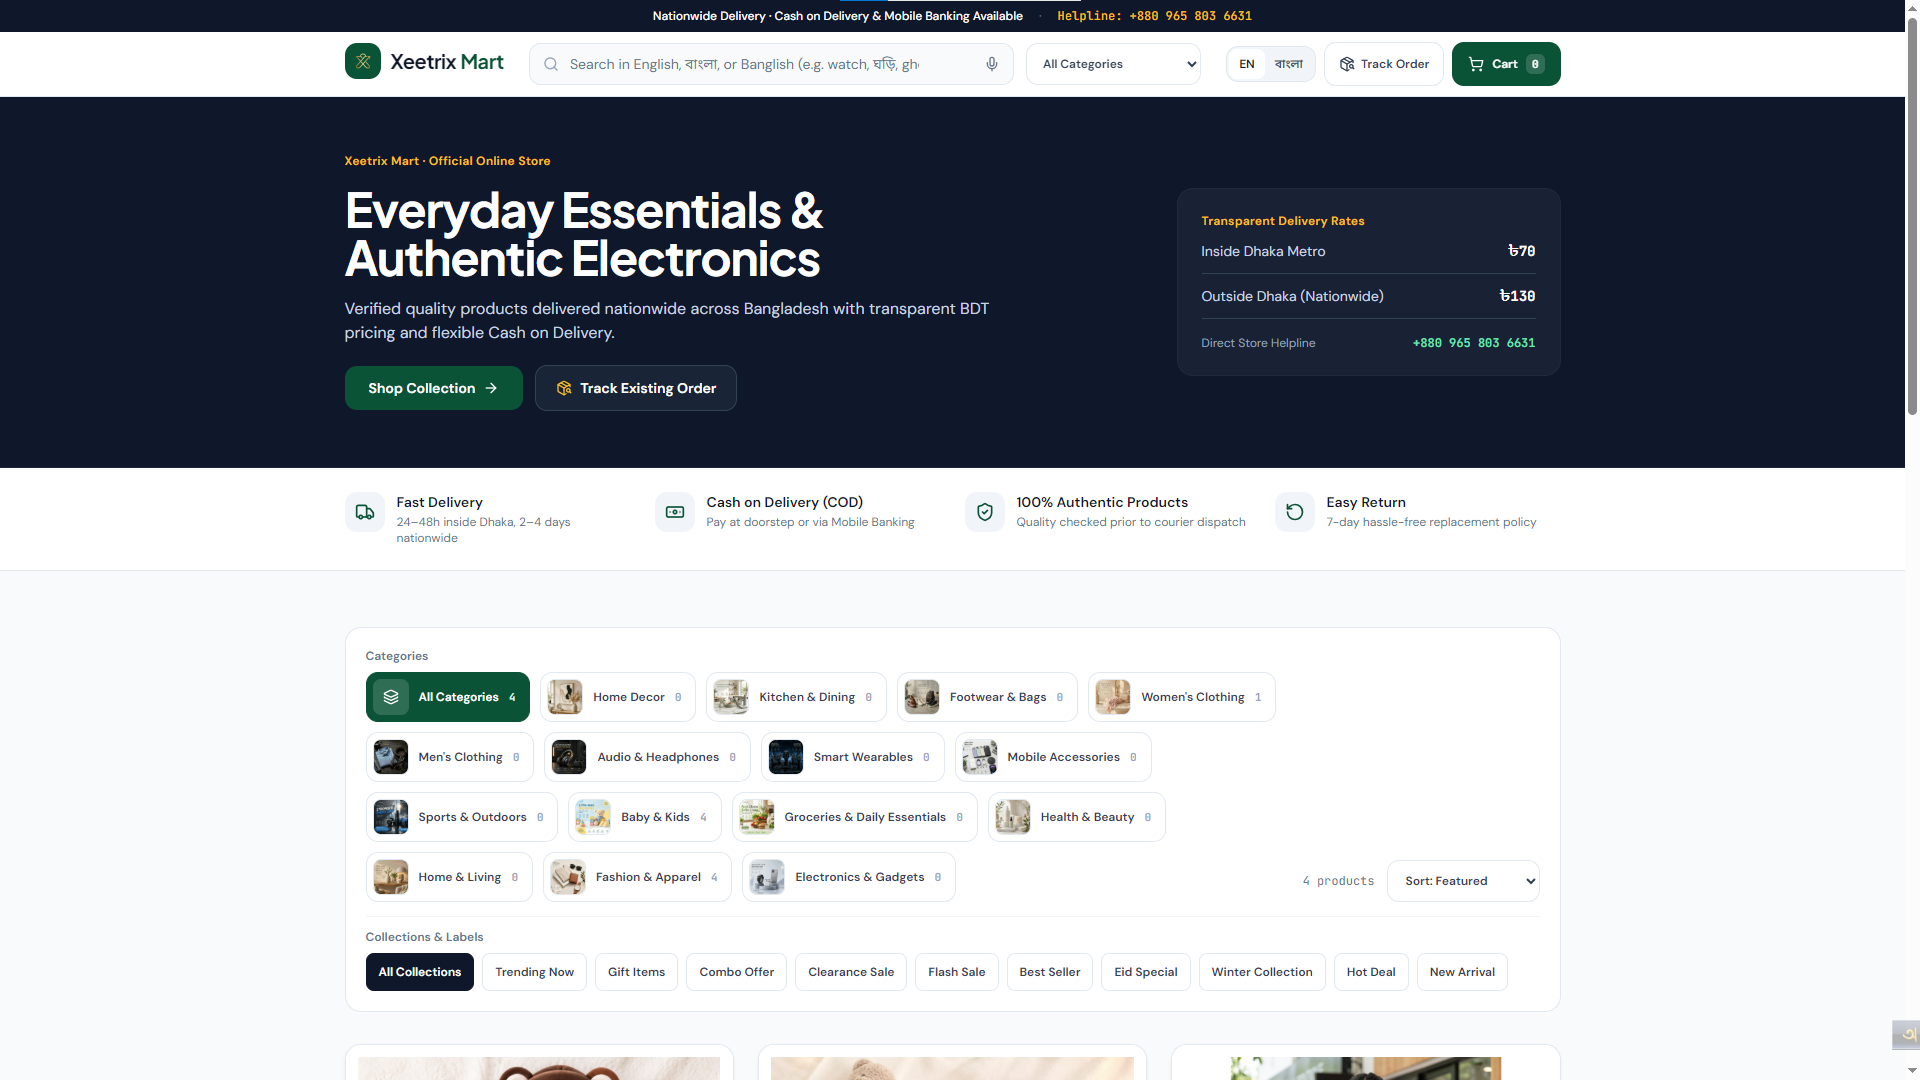 Nationwide Delivery · Cash on Delivery & Mobile Banking Available · Helpline: +880 965 803 6631
Xeetrix Mart
Search in English, বাংলা, or Banglish (e.g. watch, ঘড়ি, gh
All Categories
EN বাংলা
Track Order
Cart 0
Xeetrix Mart · Official Online Store
Everyday Essentials &
Authentic Electronics
Verified quality products delivered nationwide across Bangladesh with transparent BDT
pricing and flexible Cash on Delivery.
Shop Collection →
Track Existing Order
Transparent Delivery Rates
Inside Dhaka Metro ৳70
Outside Dhaka (Nationwide) ৳130
Direct Store Helpline +880 965 803 6631
Fast Delivery
24–48h inside Dhaka, 2–4 days
nationwide
Cash on Delivery (COD)
Pay at doorstep or via Mobile Banking
100% Authentic Products
Quality checked prior to courier dispatch
Easy Return
7-day hassle-free replacement policy
Categories
All Categories 4
Home Decor 0
Kitchen & Dining 0
Footwear & Bags 0
Women's Clothing 1
Men's Clothing 0
Audio & Headphones 0
Smart Wearables 0
Mobile Accessories 0
Sports & Outdoors 0
Baby & Kids 4
Groceries & Daily Essentials 0
Health & Beauty 0
Home & Living 0
Fashion & Apparel 4
Electronics & Gadgets 0
4 products
Sort: Featured
Collections & Labels
All Collections
Trending Now
Gift Items
Combo Offer
Clearance Sale
Flash Sale
Best Seller
Eid Special
Winter Collection
Hot Deal
New Arrival
অ